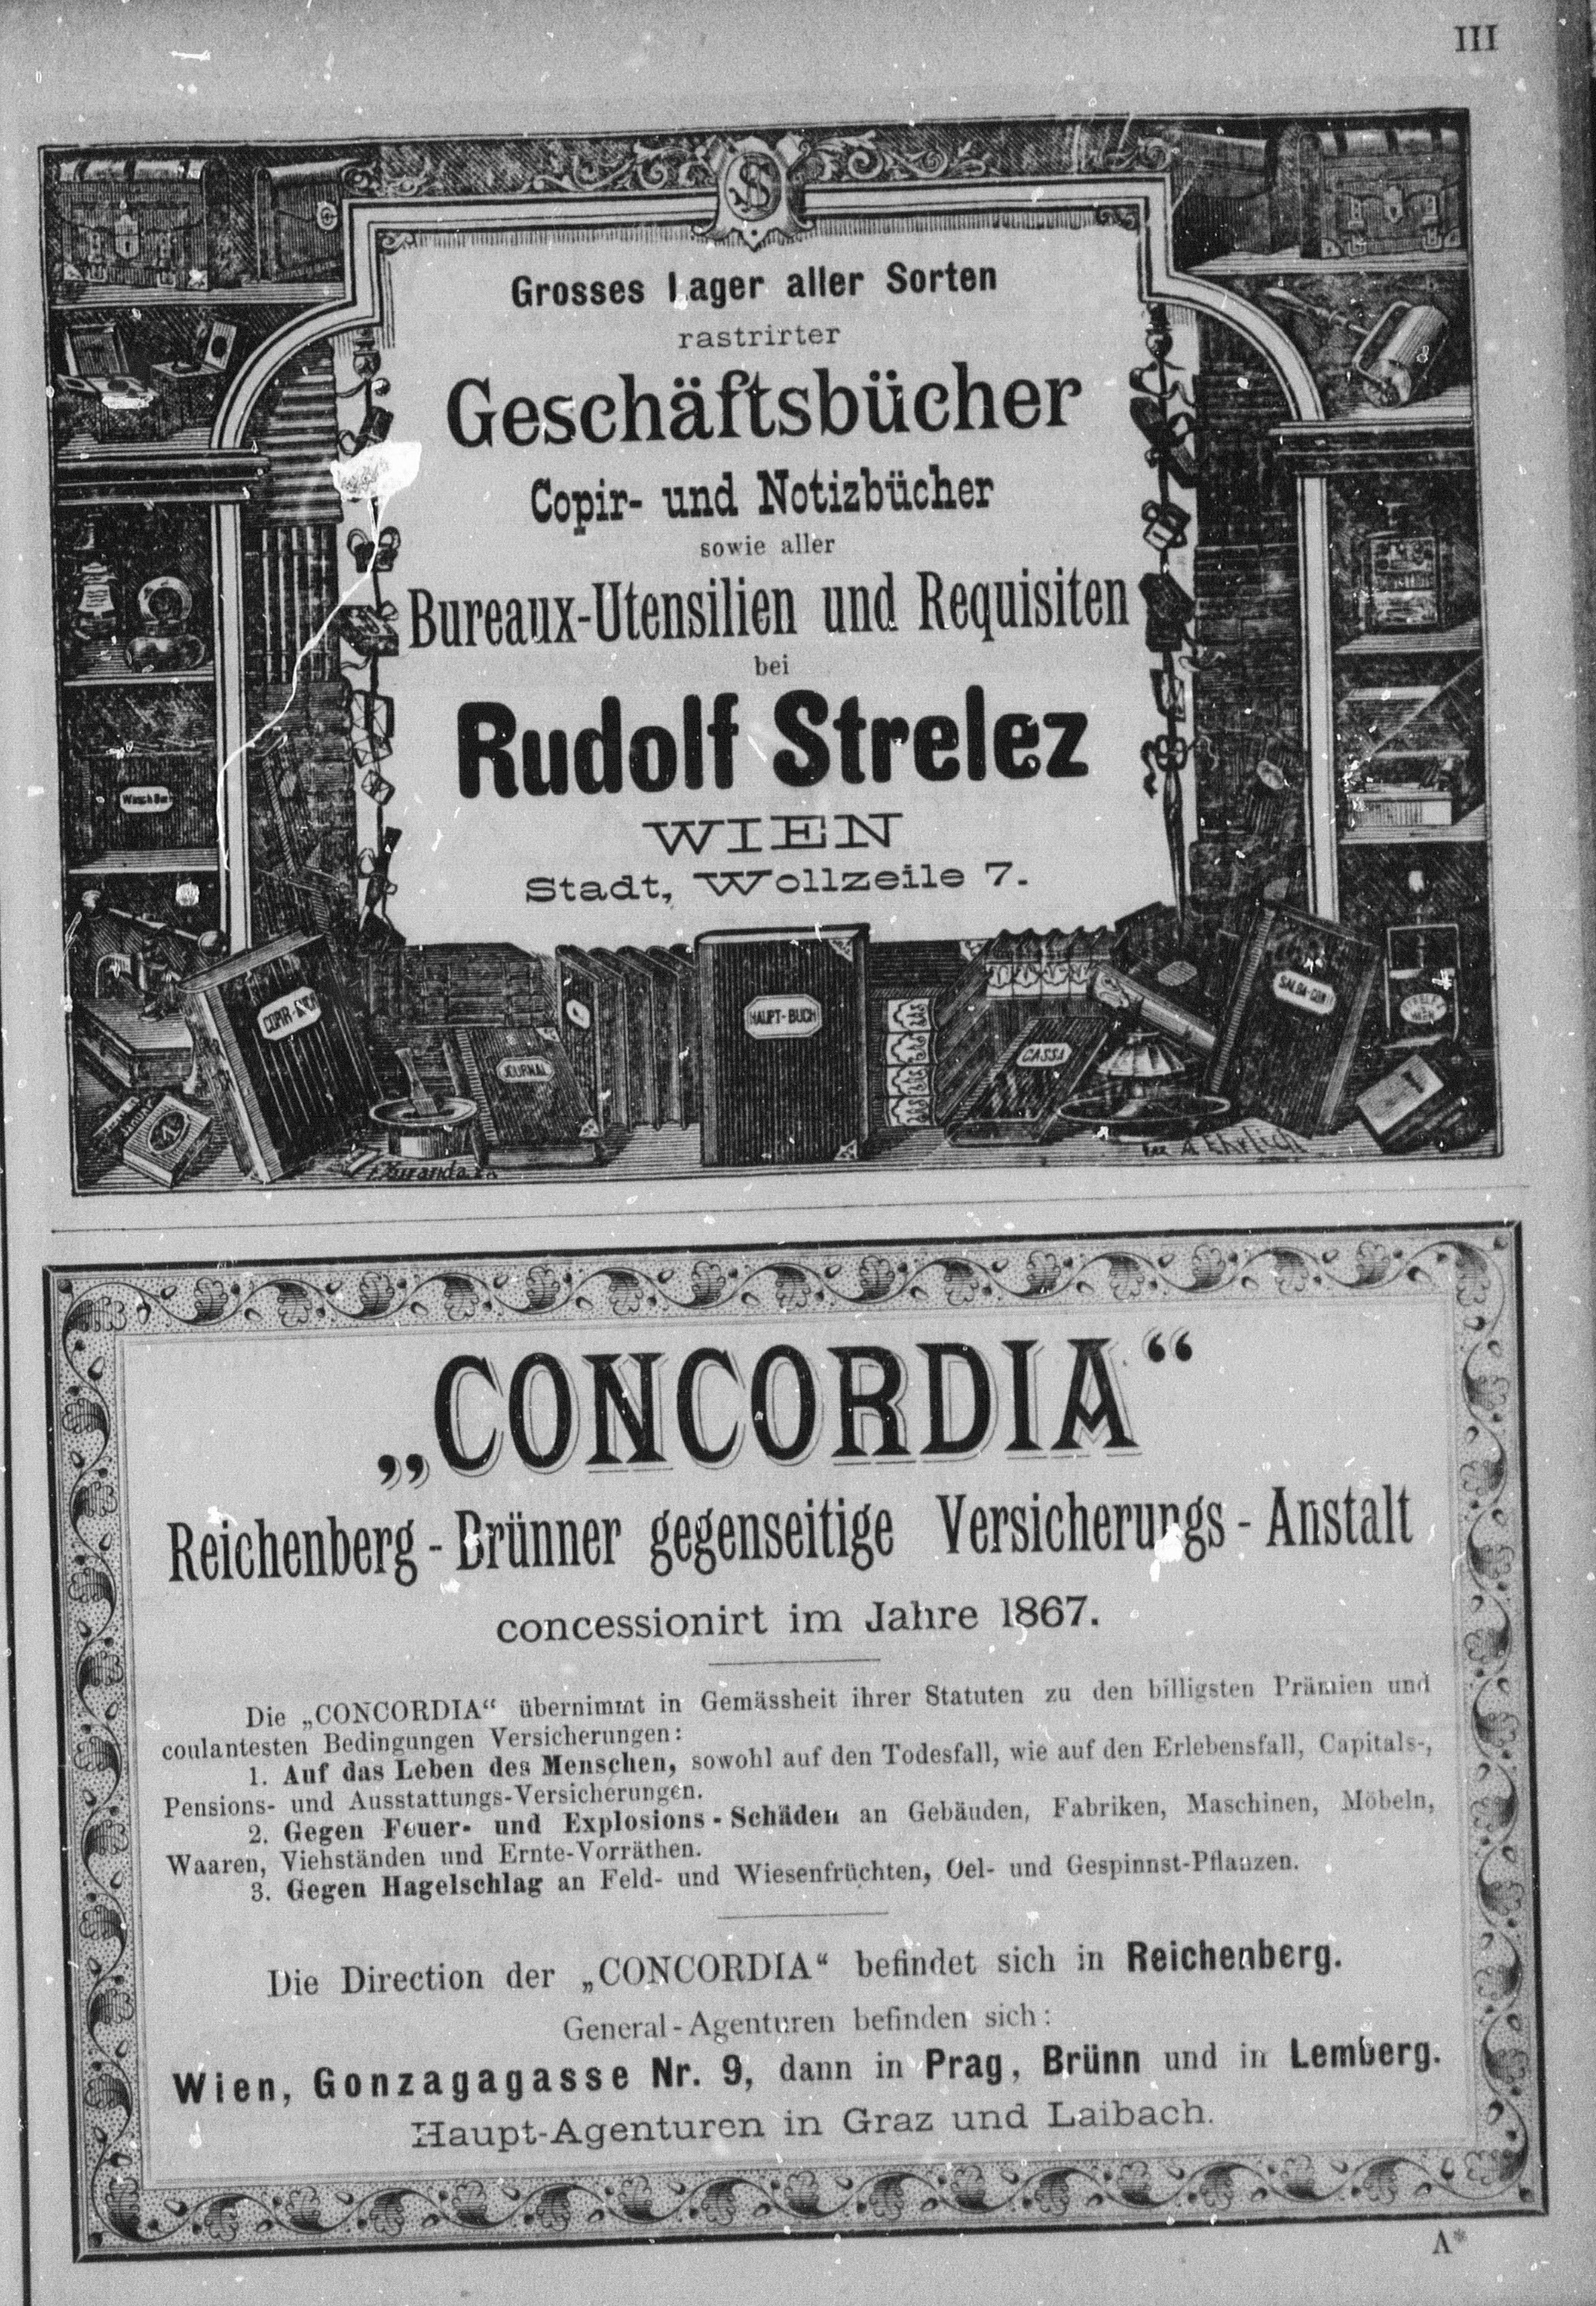 III
Grosses Lager aller Sorten
rastrirter
Geschäftsbücher
Copir- und Notizbücher
sowie aller
Bureaux-Utensilien und Requisiten
bei
Rudolf Strelez
WIEN
Stadt, Wollzeile 7.
COPIR-
JOURNAL
HAUPT-BUCH
CASSA
SALDA-CONTI
A Ehrlich
„CONCORDIA“
Reichenberg-Brünner gegenseitige Versicherungs-Anstalt
concessionirt im Jahre 1867.
Die „CONCORDIA“ übernimmt in Gemässheit ihrer Statuten zu den billigsten Prämien und
coulantesten Bedingungen Versicherungen:
1. Auf das Leben des Menschen, sowohl auf den Todesfall, wie auf den Erlebensfall, Capitals-,
Pensions- und Ausstattungs-Versicherungen.
2. Gegen Feuer- und Explosions-Schäden an Gebäuden, Fabriken, Maschinen, Möbeln,
Waaren, Viehständen und Ernte-Vorräthen.
3. Gegen Hagelschlag an Feld- und Wiesenfrüchten, Oel- und Gespinnst-Pflanzen.
Die Direction der „CONCORDIA“ befindet sich in Reichenberg.
General-Agenturen befinden sich:
Wien, Gonzagagasse Nr. 9, dann in Prag, Brünn und in Lemberg.
Haupt-Agenturen in Graz und Laibach.
A*